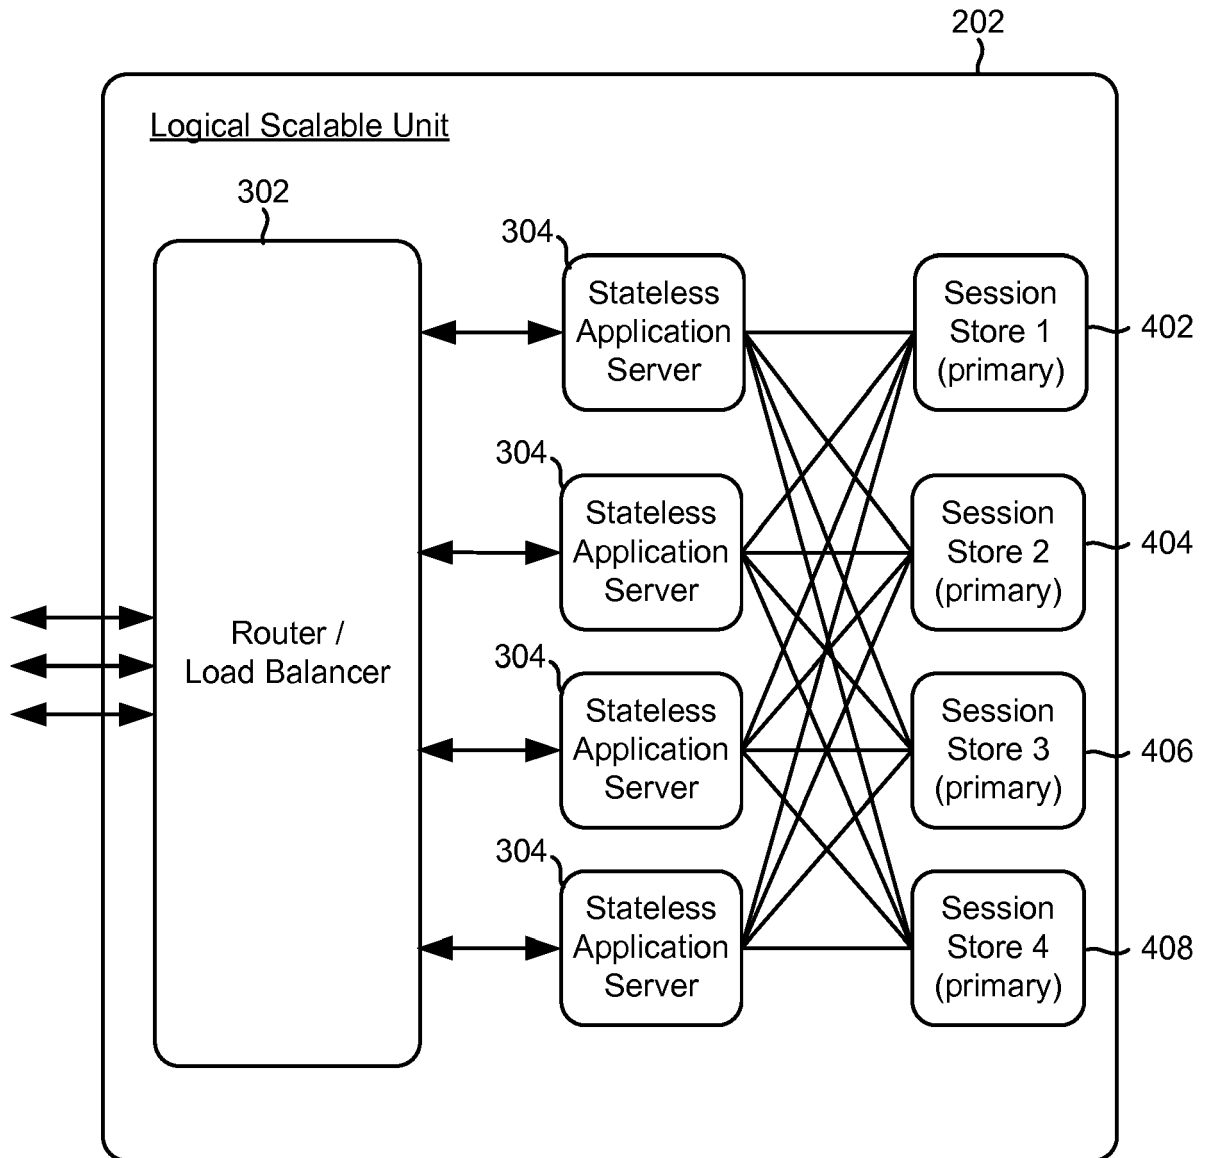 202
Logical Scalable Unit
302
304
Stateless
Application
Server
Session
Store 1
(primary)
402
304
Stateless
Application
Server
Session
Store 2
(primary)
404
Router /
Load Balancer
304
Stateless
Application
Server
Session
Store 3
(primary)
406
304
Stateless
Application
Server
Session
Store 4
(primary)
408